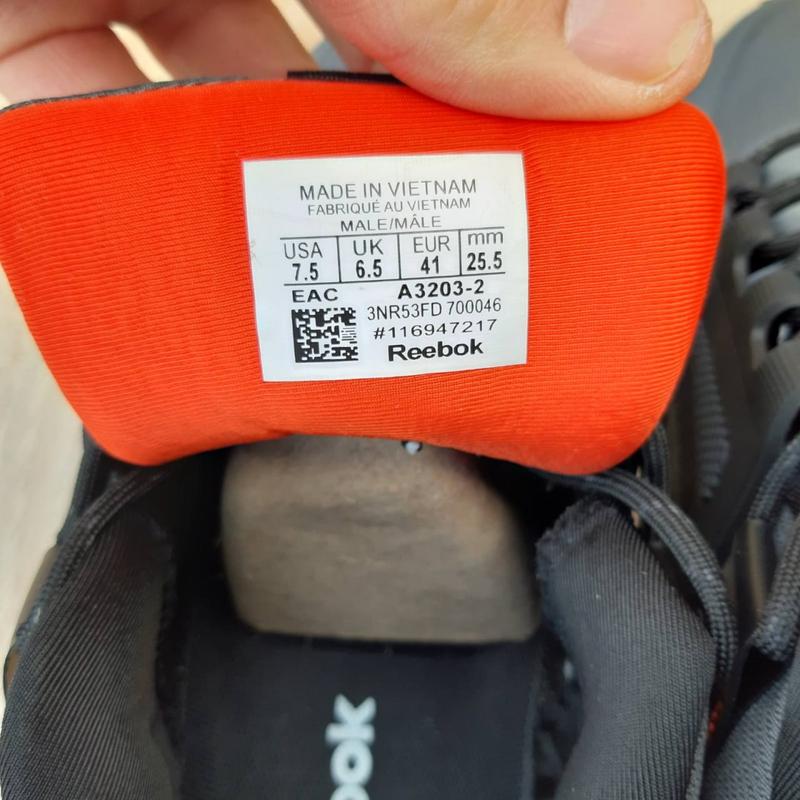 MADE IN VIETNAM
FABRIQUÉ AU VIETNAM
MALE/MÂLE
USA UK EUR mm
7.5 6.5 41 25.5
EAC A3203-2
3NR53FD 700046
#116947217
Reebok
ook